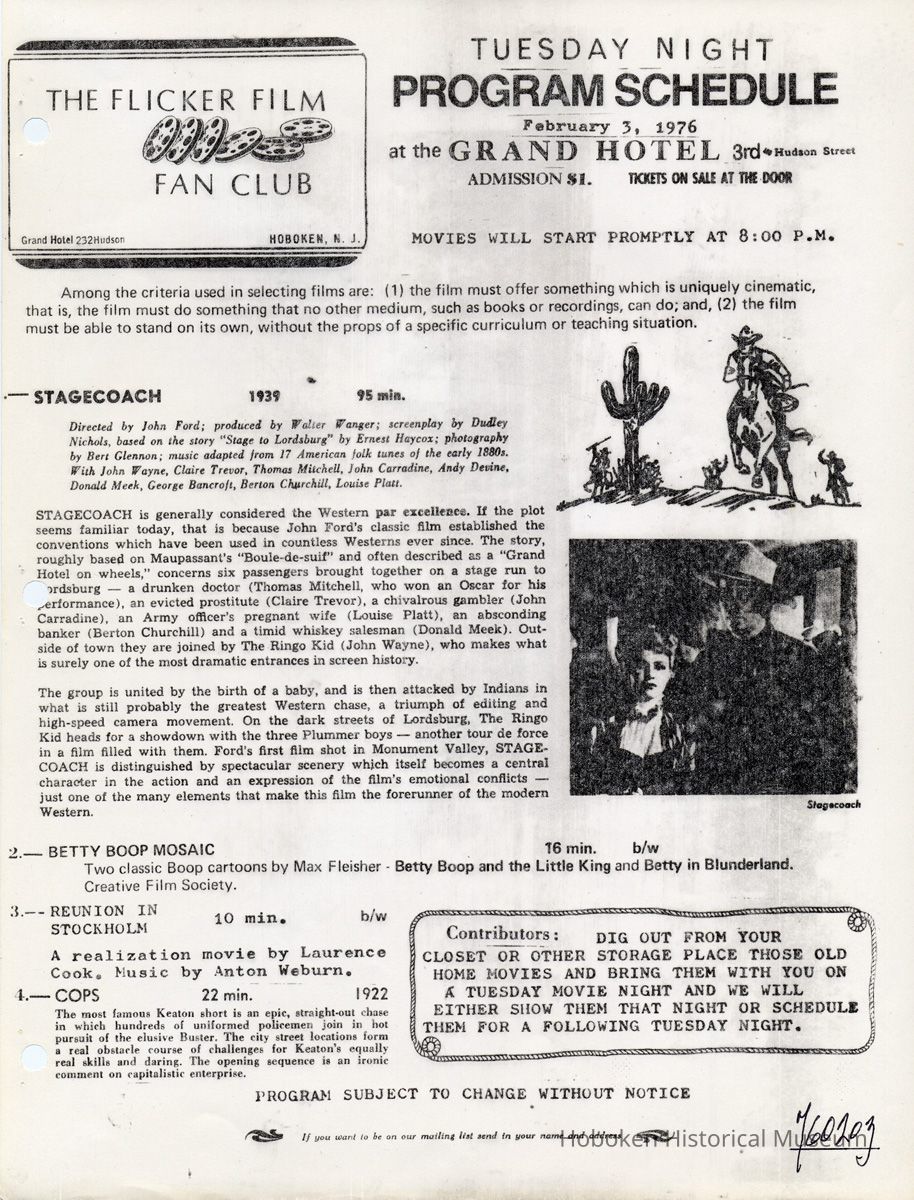 THE FLICKER FILM
FAN CLUB
Grand Hotel 232Hudson
HOBOKEN, N. J.
TUESDAY NIGHT
PROGRAM SCHEDULE
February 3, 1976
at the GRAND HOTEL 3rd & Hudson Street
ADMISSION $1. TICKETS ON SALE AT THE DOOR
MOVIES WILL START PROMPTLY AT 8:00 P.M.
Among the criteria used in selecting films are: (1) the film must offer something which is uniquely cinematic,
that is, the film must do something that no other medium, such as books or recordings, can do; and, (2) the film
must be able to stand on its own, without the props of a specific curriculum or teaching situation.
— STAGECOACH 1939 95 min.
Directed by John Ford; produced by Walter Wanger; screenplay by Dudley
Nichols, based on the story "Stage to Lordsburg" by Ernest Haycox; photography
by Bert Glennon; music adapted from 17 American folk tunes of the early 1880s.
With John Wayne, Claire Trevor, Thomas Mitchell, John Carradine, Andy Devine,
Donald Meek, George Bancroft, Berton Churchill, Louise Platt.
STAGECOACH is generally considered the Western par excellence. If the plot
seems familiar today, that is because John Ford's classic film established the
conventions which have been used in countless Westerns ever since. The story,
roughly based on Maupassant's "Boule-de-suif" and often described as a "Grand
Hotel on wheels," concerns six passengers brought together on a stage run to
ordsburg — a drunken doctor (Thomas Mitchell, who won an Oscar for his
erformance), an evicted prostitute (Claire Trevor), a chivalrous gambler (John
Carradine), an Army officer's pregnant wife (Louise Platt), an absconding
banker (Berton Churchill) and a timid whiskey salesman (Donald Meek). Out-
side of town they are joined by The Ringo Kid (John Wayne), who makes what
is surely one of the most dramatic entrances in screen history.
The group is united by the birth of a baby, and is then attacked by Indians in
what is still probably the greatest Western chase, a triumph of editing and
high-speed camera movement. On the dark streets of Lordsburg, The Ringo
Kid heads for a showdown with the three Plummer boys — another tour de force
in a film filled with them. Ford's first film shot in Monument Valley, STAGE-
COACH is distinguished by spectacular scenery which itself becomes a central
character in the action and an expression of the film's emotional conflicts —
just one of the many elements that make this film the forerunner of the modern
Western.
Stagecoach
2.— BETTY BOOP MOSAIC 16 min. b/w
Two classic Boop cartoons by Max Fleisher - Betty Boop and the Little King and Betty in Blunderland.
Creative Film Society.
3.-- REUNION IN
STOCKHOLM 10 min. b/w
A realization movie by Laurence
Cook. Music by Anton Weburn.
4.— COPS 22 min. 1922
The most famous Keaton short is an epic, straight-out chase
in which hundreds of uniformed policemen join in hot
pursuit of the elusive Buster. The city street locations form
a real obstacle course of challenges for Keaton's equally
real skills and daring. The opening sequence is an ironic
comment on capitalistic enterprise.
Contributors: DIG OUT FROM YOUR
CLOSET OR OTHER STORAGE PLACE THOSE OLD
HOME MOVIES AND BRING THEM WITH YOU ON
A TUESDAY MOVIE NIGHT AND WE WILL
EITHER SHOW THEM THAT NIGHT OR SCHEDULE
THEM FOR A FOLLOWING TUESDAY NIGHT.
PROGRAM SUBJECT TO CHANGE WITHOUT NOTICE
If you want to be on our mailing list send in your name and address
Hoboken Historical Museum
760203